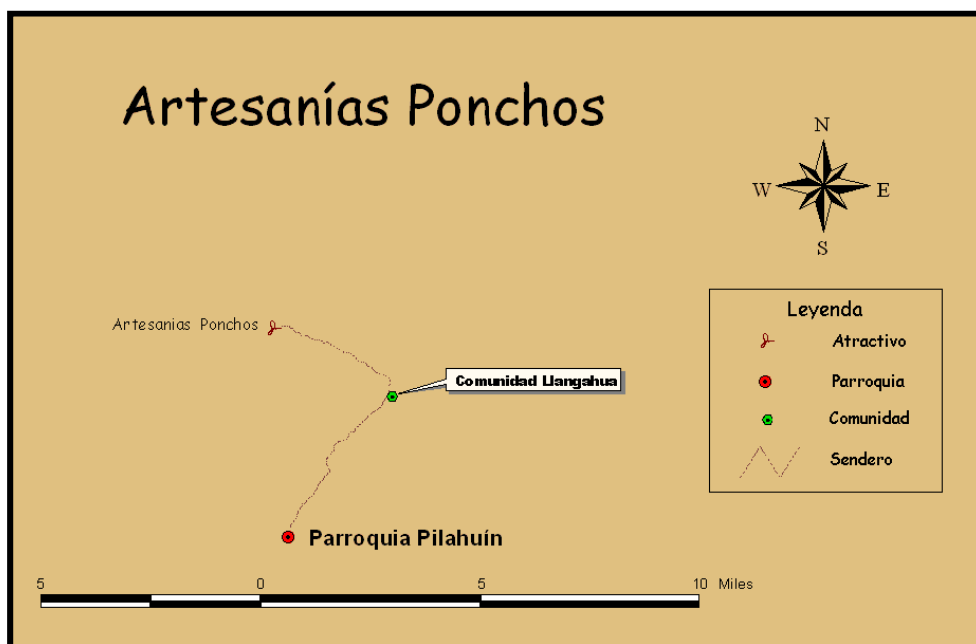 Artesanías Ponchos
N
W E
S
Leyenda
Atractivo
Parroquia
Comunidad
Sendero
Artesanias Ponchos
Comunidad Llangahua
Parroquia Pilahuín
5 0 5 10 Miles